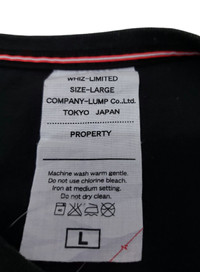 WHIZ-LIMITED
SIZE-LARGE
COMPANY-LUMP Co.,Ltd.
TOKYO JAPAN
PROPERTY
Machine wash warm gentle.
Do not use chlorine bleach.
Iron at medium setting.
Do not dry clean.
L